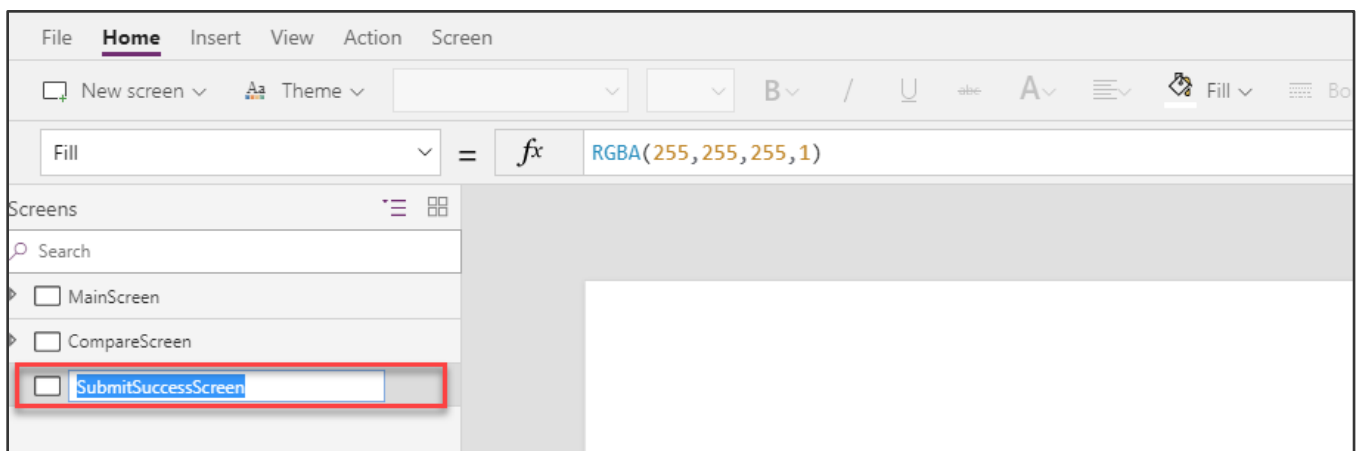 File Home Insert View Action Screen
New screen Aa Theme B / U abc A Fill Bo
Fill = fx RGBA(255,255,255,1)
Screens
Search
MainScreen
CompareScreen
SubmitSuccessScreen